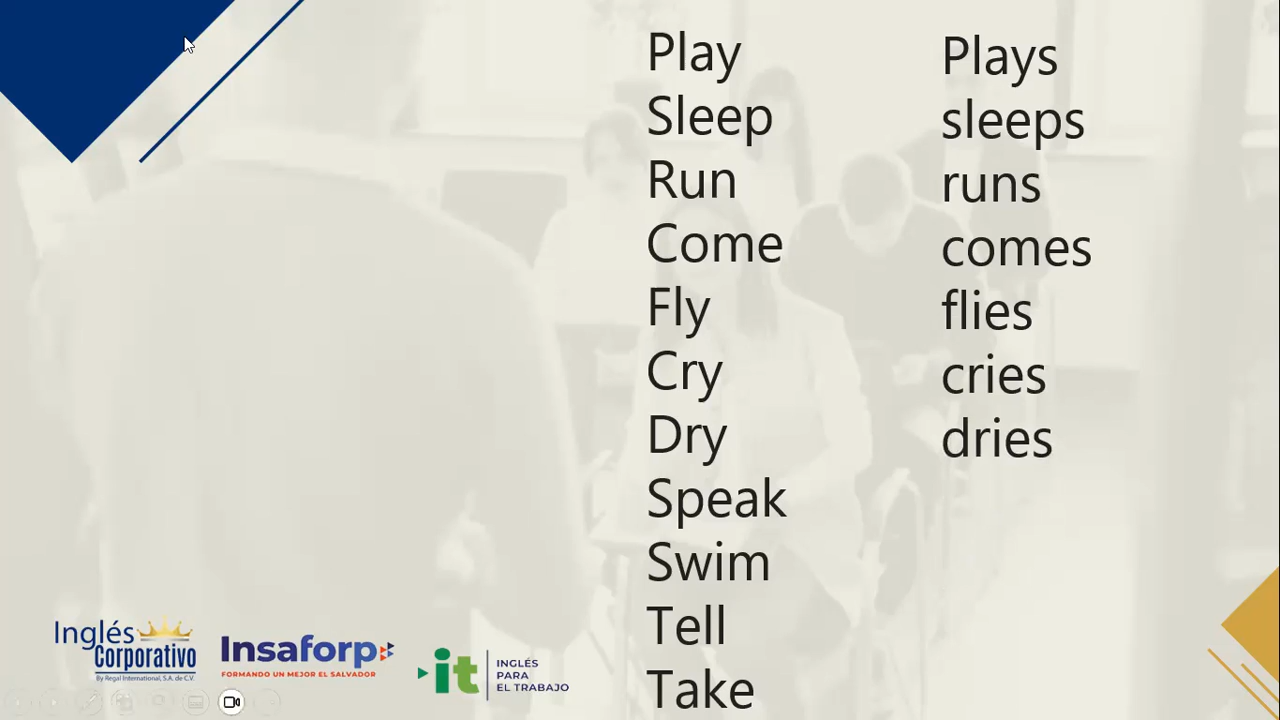 Play
Sleep
Run
Come
Fly
Cry
Dry
Speak
Swim
Tell
Take
Plays
sleeps
runs
comes
flies
cries
dries
Inglés
Corporativo
By Regal International, S.A. de C.V.
Insaforp
FORMANDO UN MEJOR EL SALVADOR
it
INGLÉS
PARA
EL TRABAJO